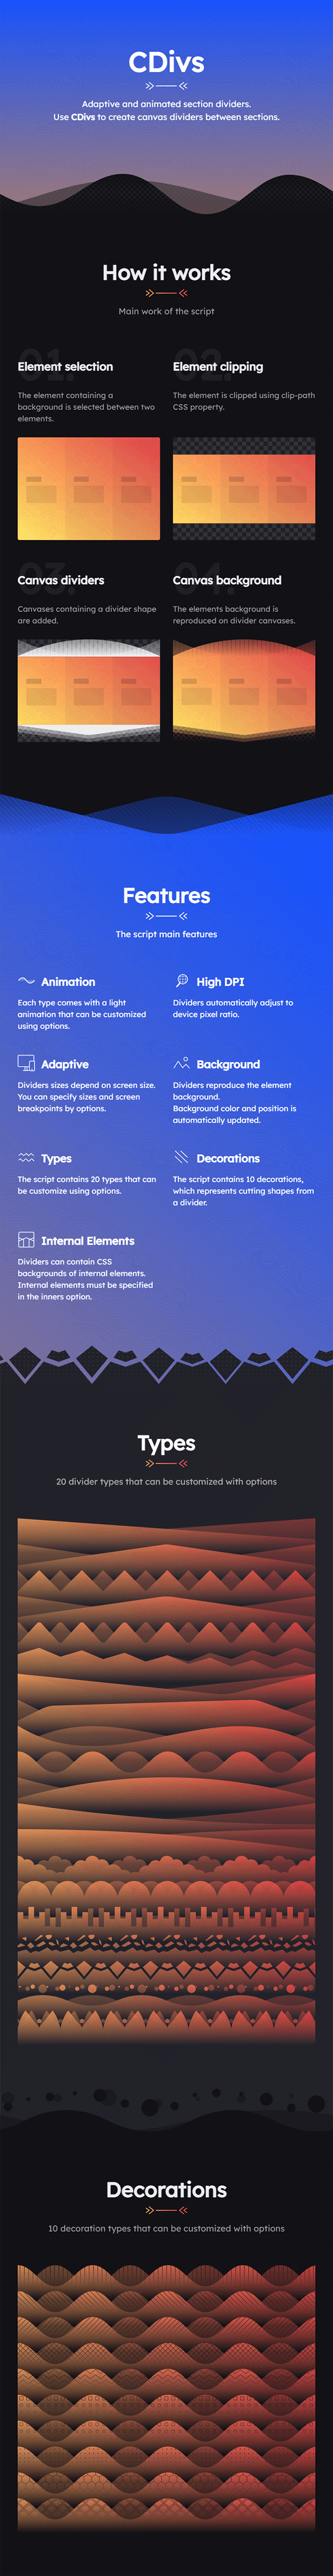 CDivs
Adaptive and animated section dividers.
Use CDivs to create canvas dividers between sections.
How it works
Main work of the script
01.
Element selection
The element containing a
background is selected between two
elements.
02.
Element clipping
The element is clipped using clip-path
CSS property.
03.
Canvas dividers
Canvases containing a divider shape
are added.
04.
Canvas background
The elements background is
reproduced on divider canvases.
Features
The script main features
Animation
Each type comes with a light
animation that can be customized
using options.
High DPI
Dividers automatically adjust to
device pixel ratio.
Adaptive
Dividers sizes depend on screen size.
You can specify sizes and screen
breakpoints by options.
Background
Dividers reproduce the element
background.
Background color and position is
automatically updated.
Types
The script contains 20 types that can
be customize using options.
Decorations
The script contains 10 decorations,
which represents cutting shapes from
a divider.
Internal Elements
Dividers can contain CSS
backgrounds of internal elements.
Internal elements must be specified
in the inners option.
Types
20 divider types that can be customized with options
Decorations
10 decoration types that can be customized with options